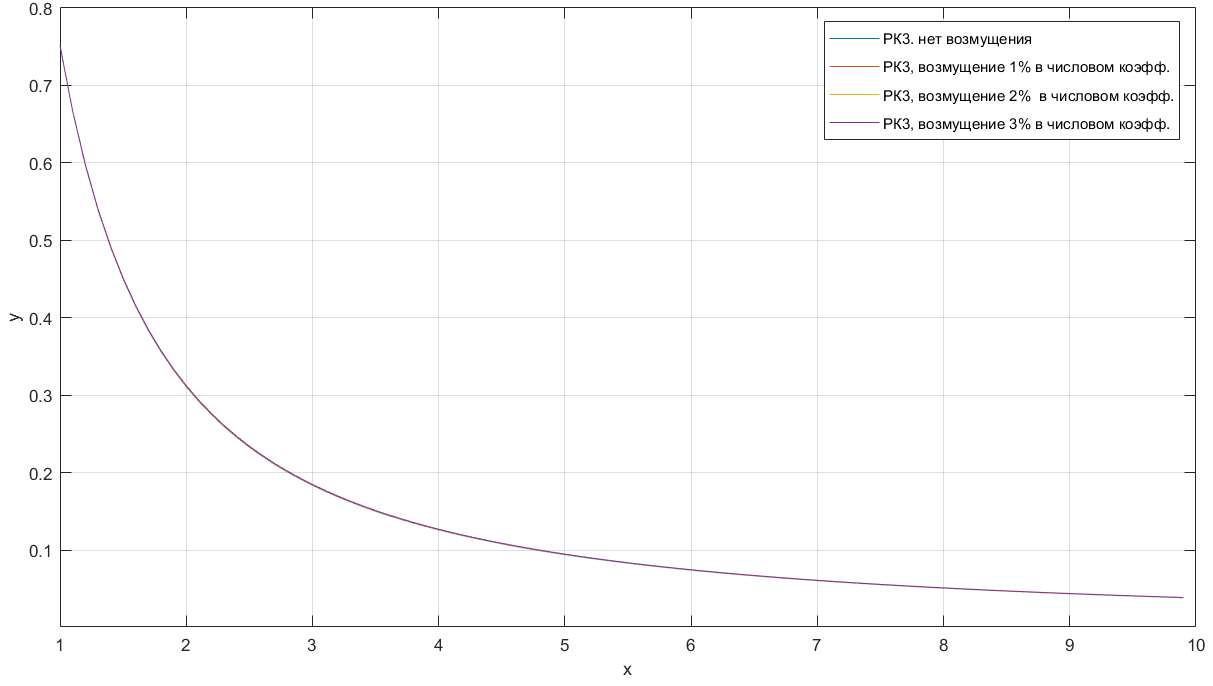 0.8
0.7
0.6
0.5
0.4
0.3
0.2
0.1
y
1 2 3 4 5 6 7 8 9 10
x
РК3. нет возмущения
РК3, возмущение 1% в числовом коэфф.
РК3, возмущение 2%  в числовом коэфф.
РК3, возмущение 3% в числовом коэфф.